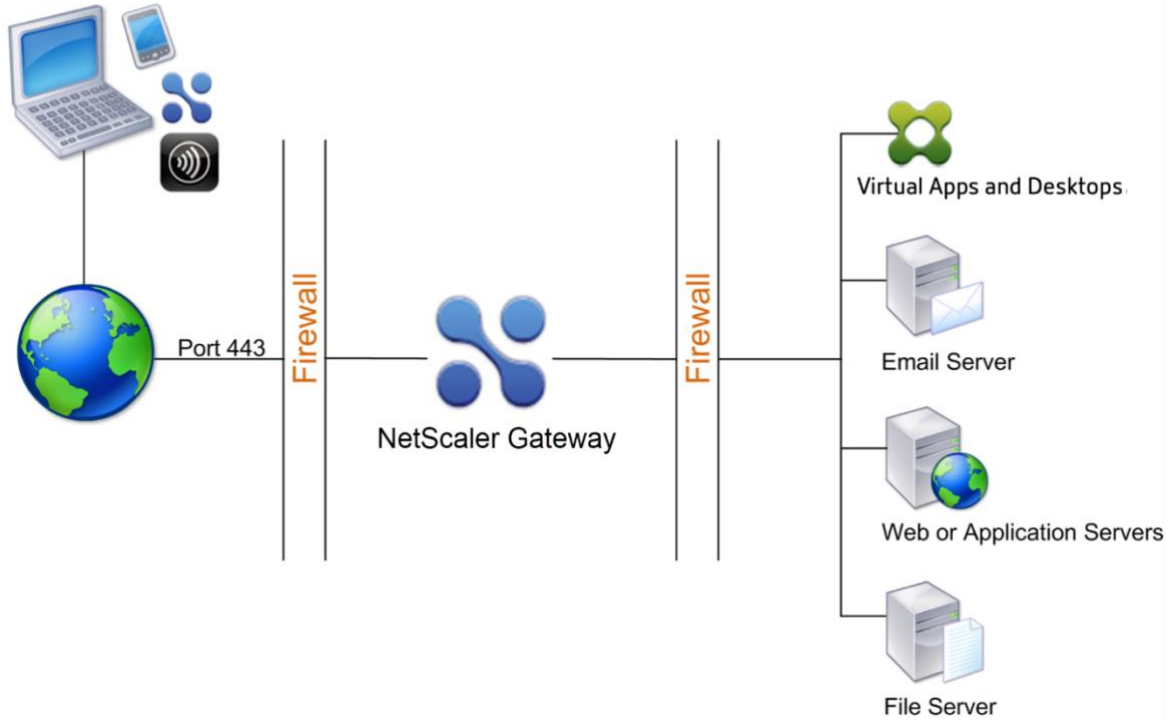 Virtual Apps and Desktops
Port 443
Firewall
Firewall
Email Server
NetScaler Gateway
Web or Application Servers
File Server